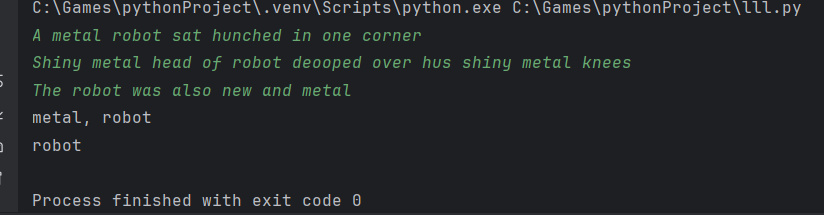 C:\Games\pythonProject\.venv\Scripts\python.exe C:\Games\pythonProject\lll.py
A metal robot sat hunched in one corner
Shiny metal head of robot deooped over hus shiny metal knees
The robot was also new and metal
metal, robot
robot
Process finished with exit code 0